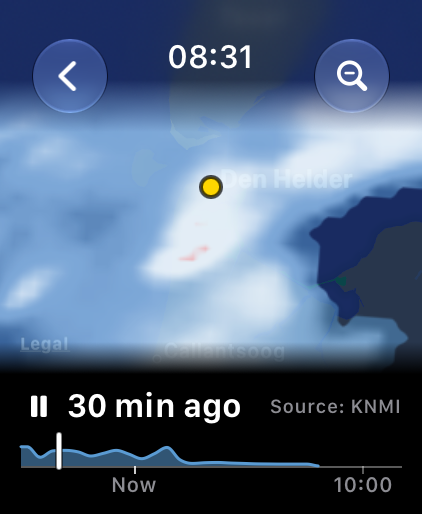 08:31
Den Helder
Legal
Callantsoog
30 min ago
Source: KNMI
Now
10:00